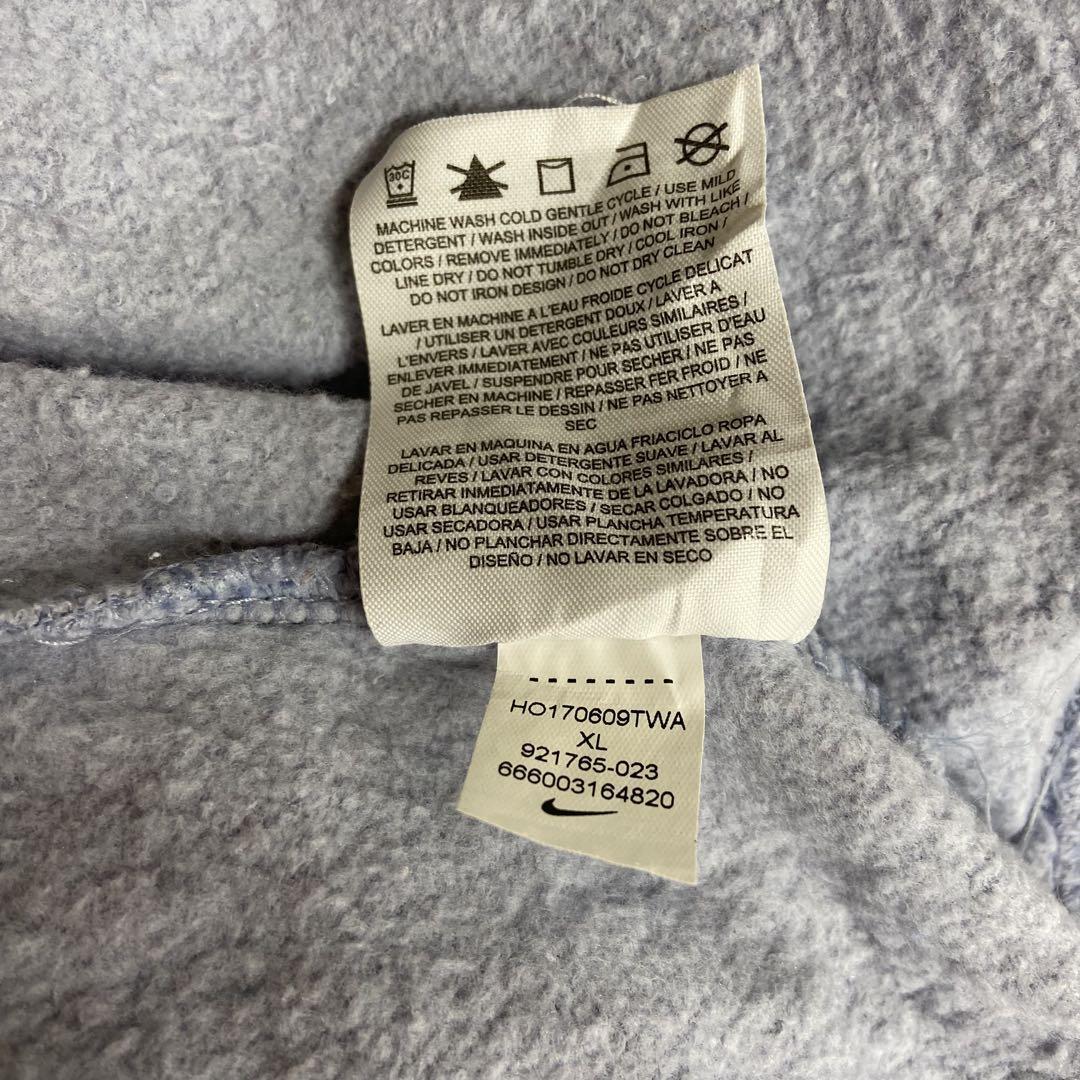 30C
MACHINE WASH COLD GENTLE CYCLE / USE MILD
DETERGENT / WASH INSIDE OUT / WASH WITH LIKE
COLORS / REMOVE IMMEDIATELY / DO NOT BLEACH /
LINE DRY / DO NOT TUMBLE DRY / COOL IRON /
DO NOT IRON DESIGN / DO NOT DRY CLEAN
LAVER EN MACHINE A L'EAU FROIDE CYCLE DELICAT
/ UTILISER UN DETERGENT DOUX / LAVER A
L'ENVERS / LAVER AVEC COULEURS SIMILAIRES /
ENLEVER IMMEDIATEMENT / NE PAS UTILISER D'EAU
DE JAVEL / SUSPENDRE POUR SECHER / NE PAS
SECHER EN MACHINE / REPASSER FER FROID / NE
PAS REPASSER LE DESSIN / NE PAS NETTOYER A
SEC
LAVAR EN MAQUINA EN AGUA FRIACICLO ROPA
DELICADA / USAR DETERGENTE SUAVE / LAVAR AL
REVES / LAVAR CON COLORES SIMILARES /
RETIRAR INMEDIATAMENTE DE LA LAVADORA / NO
USAR BLANQUEADORES / SECAR COLGADO / NO
USAR SECADORA / USAR PLANCHA TEMPERATURA
BAJA / NO PLANCHAR DIRECTAMENTE SOBRE EL
DISEÑO / NO LAVAR EN SECO
HO170609TWA
XL
921765-023
666003164820